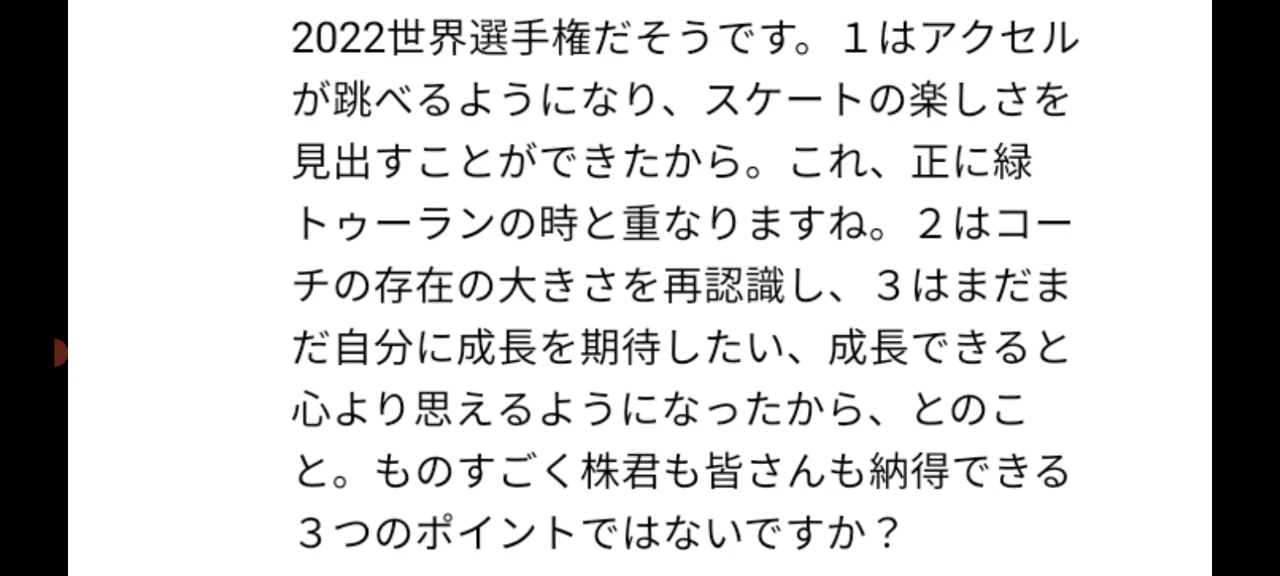 2022世界選手権だそうです。１はアクセル
が跳べるようになり、スケートの楽しさを
見出すことができたから。これ、正に緑
トゥーランの時と重なりますね。２はコー
チの存在の大きさを再認識し、３はまだま
だ自分に成長を期待したい、成長できると
心より思えるようになったから、とのこ
と。ものすごく株君も皆さんも納得できる
３つのポイントではないですか？